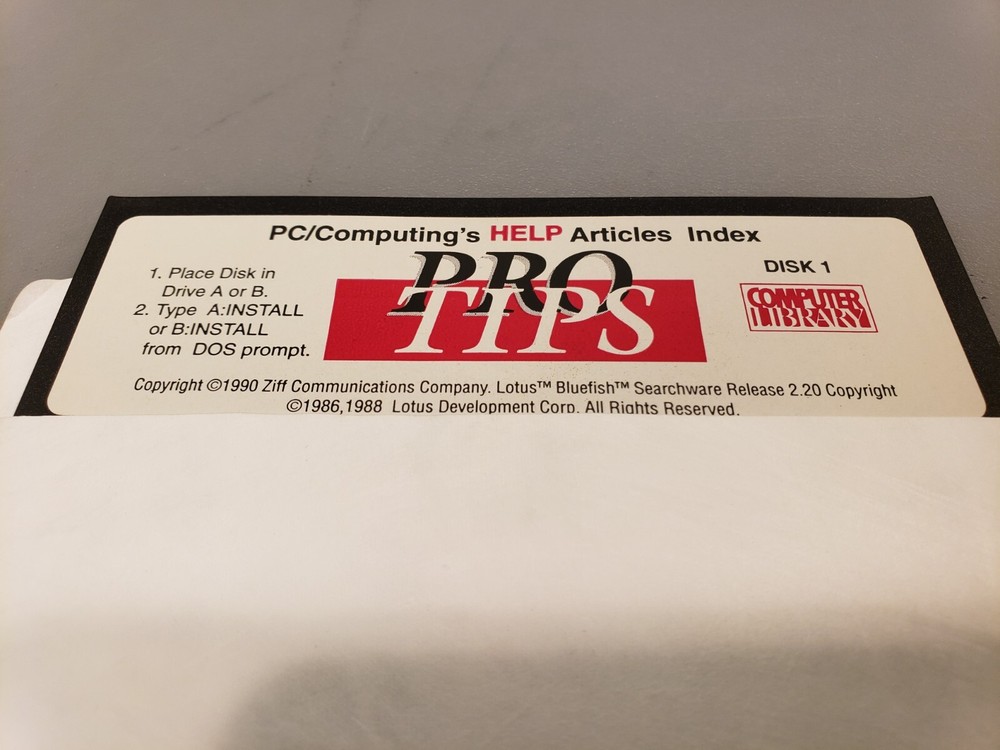 PC/Computing's HELP Articles Index
PRO
TIPS
1. Place Disk in
Drive A or B.
2. Type A:INSTALL
or B:INSTALL
from DOS prompt.
DISK 1
COMPUTER
LIBRARY
Copyright ©1990 Ziff Communications Company. Lotus™ Bluefish™ Searchware Release 2.20 Copyright
©1986,1988 Lotus Development Corp. All Rights Reserved.